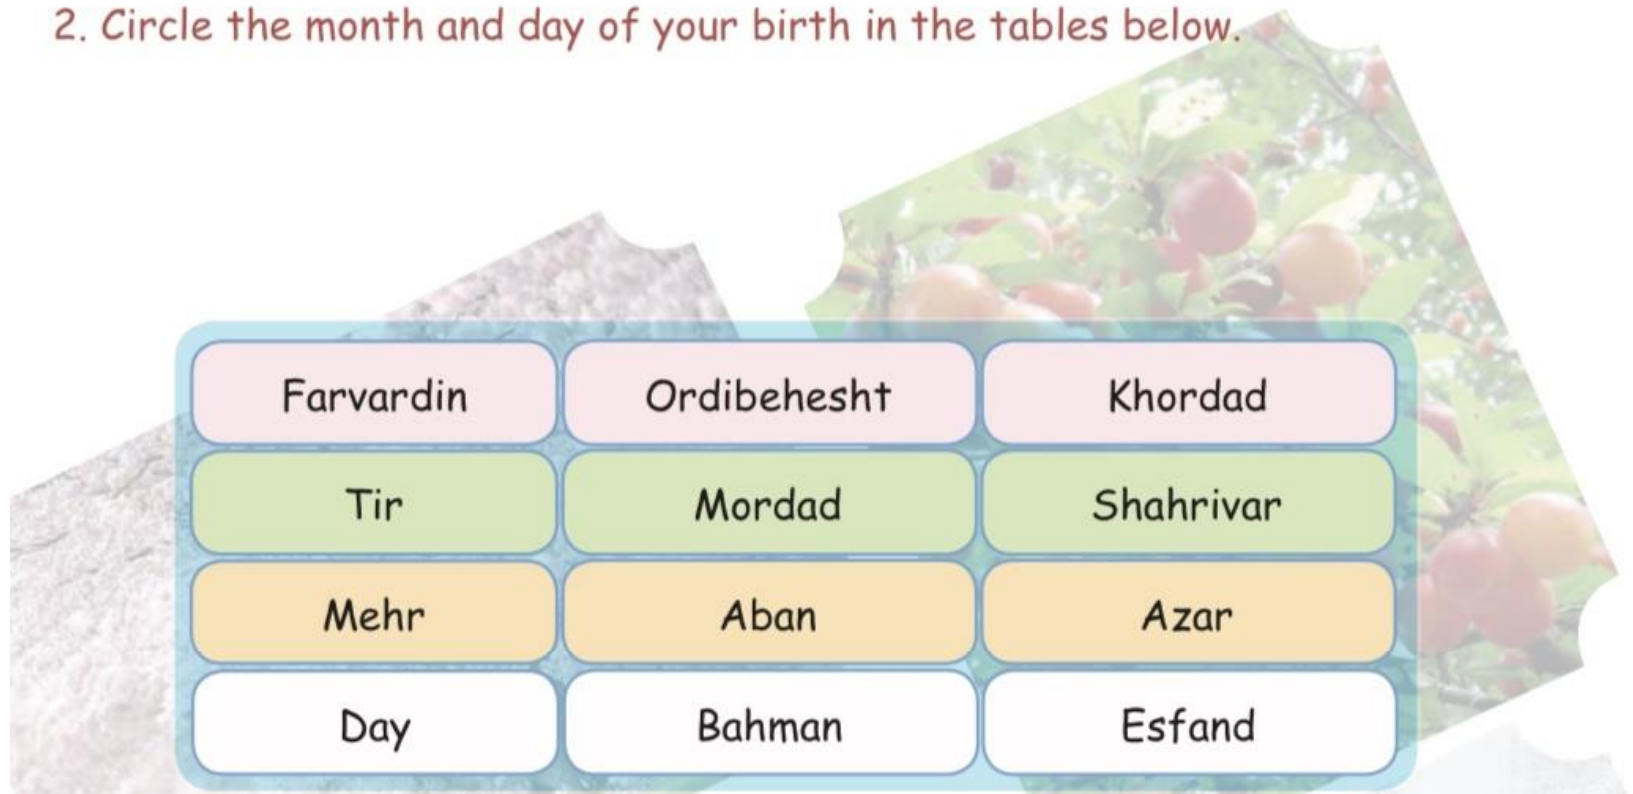 2. Circle the month and day of your birth in the tables below.
Farvardin Ordibehesht Khordad
Tir Mordad Shahrivar
Mehr Aban Azar
Day Bahman Esfand